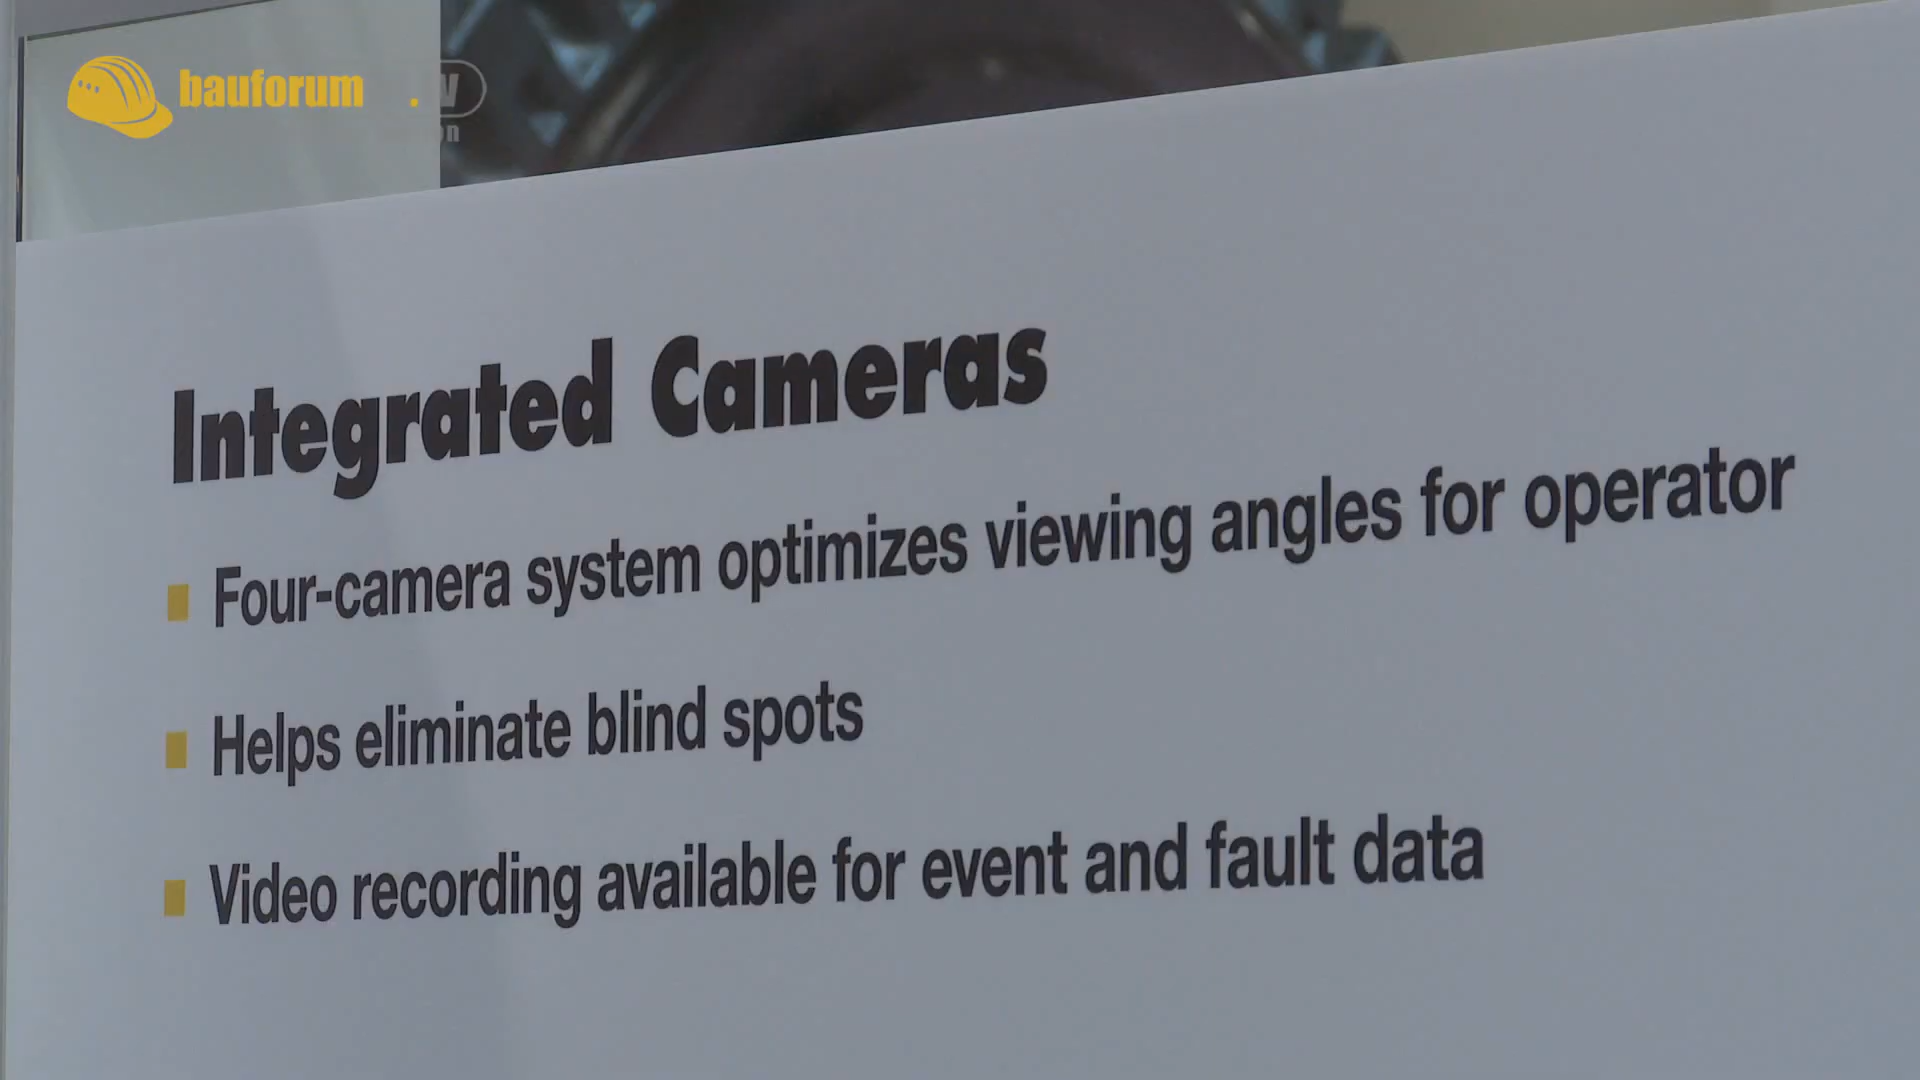 bauforum
Integrated Cameras
Four-camera system optimizes viewing angles for operator
Helps eliminate blind spots
Video recording available for event and fault data